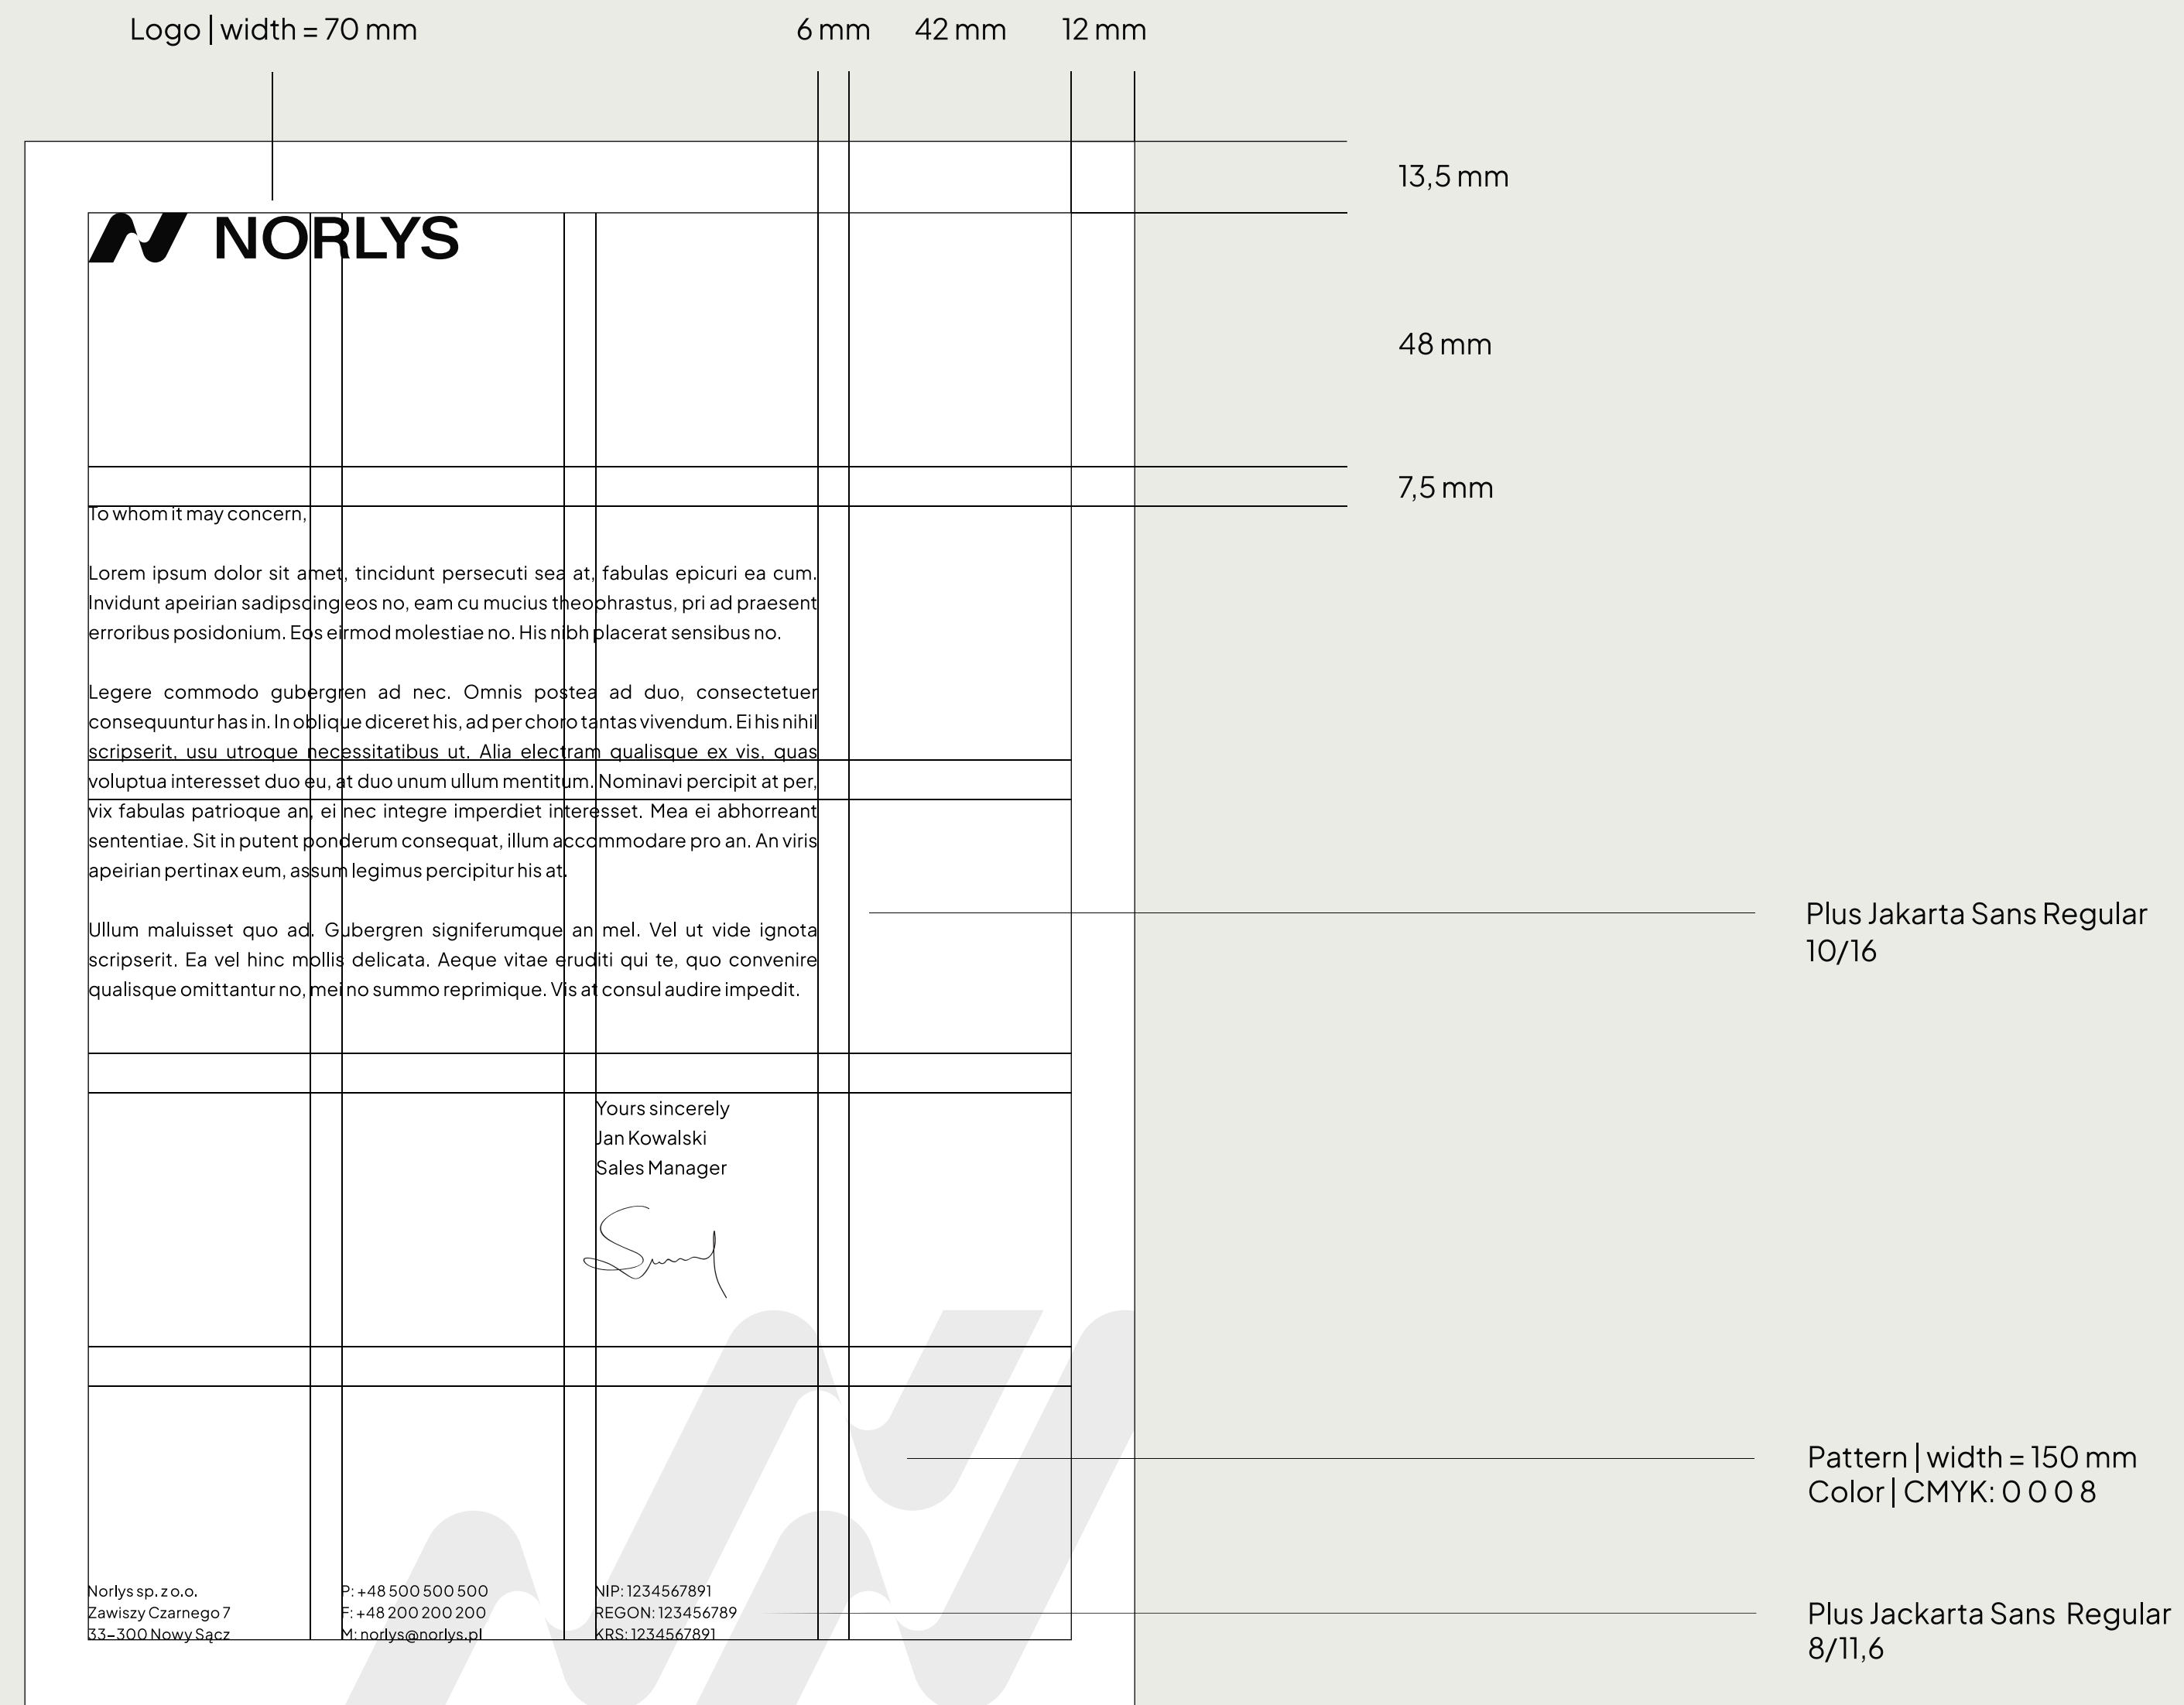 Logo | width = 70 mm
6 mm
42 mm
12 mm
13,5 mm
NORLYS
48 mm
7,5 mm
To whom it may concern,
Lorem ipsum dolor sit amet, tincidunt persecuti sea at, fabulas epicuri ea cum.
Invidunt apeirian sadipscing eos no, eam cu mucius theophrastus, pri ad praesent
erroribus posidonium. Eos eirmod molestiae no. His nibh placerat sensibus no.
Legere commodo gubergren ad nec. Omnis postea ad duo, consectetuer
consequuntur has in. In oblique diceret his, ad per choro tantas vivendum. Ei his nihil
scripserit, usu utroque necessitatibus ut. Alia electram qualisque ex vis, quas
voluptua interesset duo eu, at duo unum ullum mentitum. Nominavi percipit at per,
vix fabulas patrioque an, ei nec integre imperdiet interesset. Mea ei abhorreant
sententiae. Sit in putent ponderum consequat, illum accommodare pro an. An viris
apeirian pertinax eum, assum legimus percipitur his at.
Plus Jakarta Sans Regular
10/16
Ullum maluisset quo ad. Gubergren signiferumque an mel. Vel ut vide ignota
scripserit. Ea vel hinc mollis delicata. Aeque vitae eruditi qui te, quo convenire
qualisque omittantur no, mei no summo reprimique. Vis at consul audire impedit.
Yours sincerely
Jan Kowalski
Sales Manager
Pattern | width = 150 mm
Color | CMYK: 0 0 0 8
Norlys sp. z o.o.
Zawiszy Czarnego 7
33-300 Nowy Sącz
P: +48 500 500 500
F: +48 200 200 200
M: norlys@norlys.pl
NIP: 1234567891
REGON: 123456789
KRS: 1234567891
Plus Jackarta Sans Regular
8/11,6